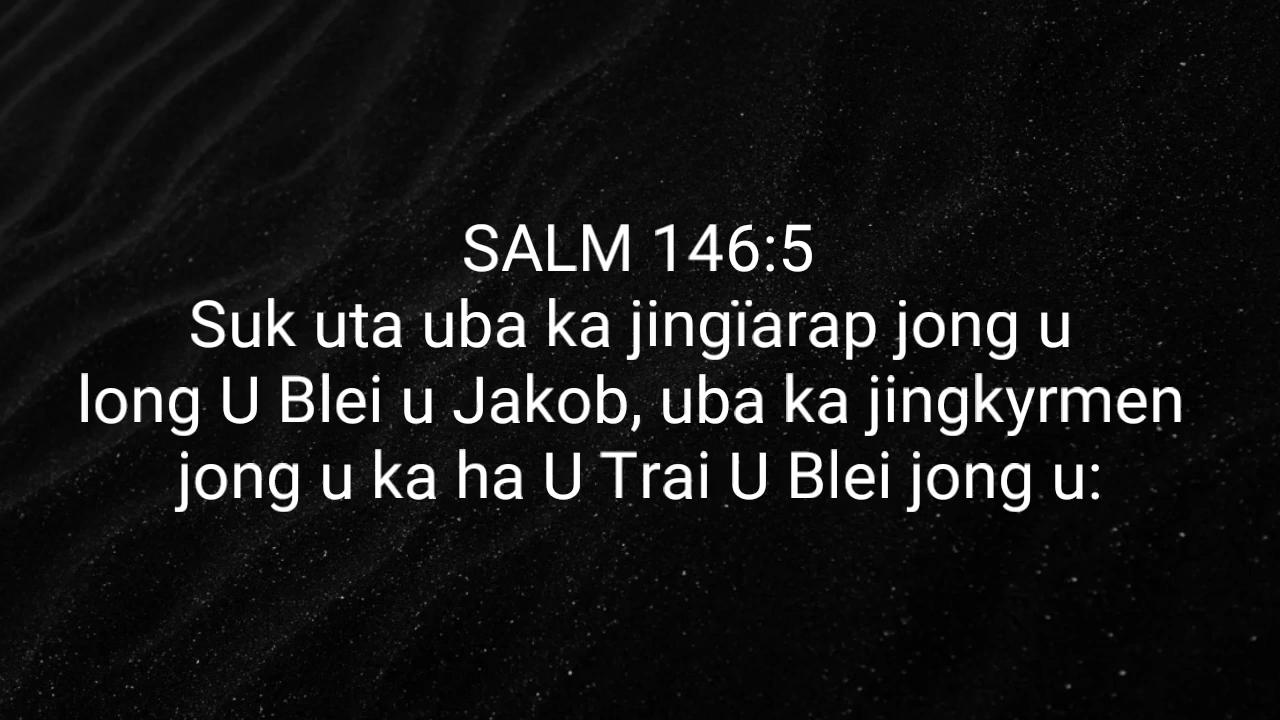 SALM 146:5
Suk uta uba ka jingïarap jong u
long U Blei u Jakob, uba ka jingkyrmen
jong u ka ha U Trai U Blei jong u: